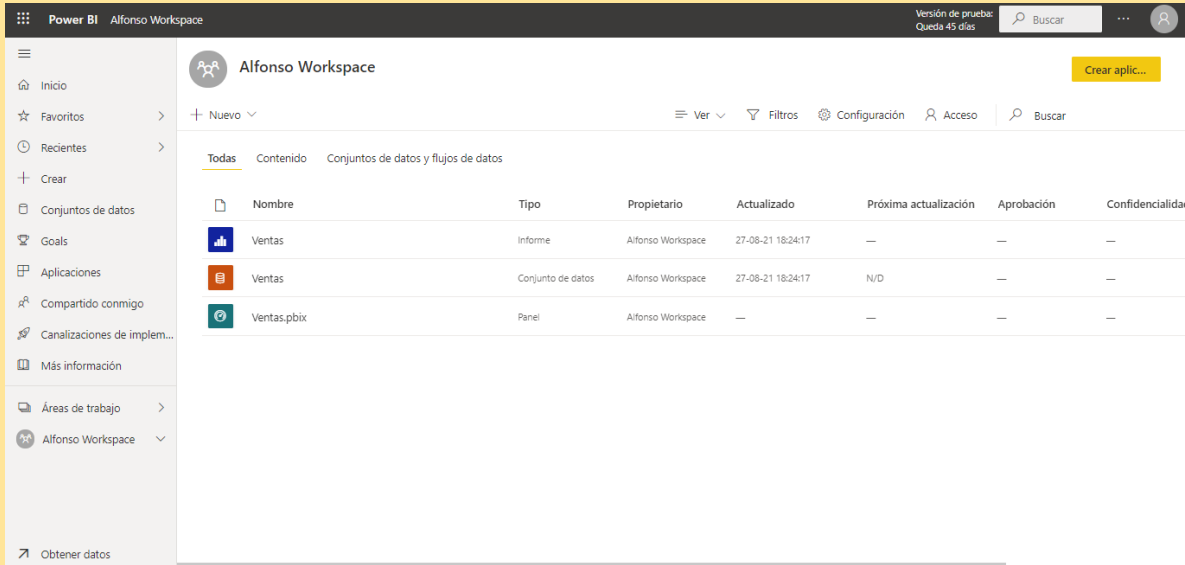 Power BI Alfonso Workspace
Versión de prueba:
Queda 45 días
Buscar
Alfonso Workspace
Crear aplic...
Inicio
Favoritos
Recientes
Crear
Conjuntos de datos
Goals
Aplicaciones
Compartido conmigo
Canalizaciones de implem...
Más información
Áreas de trabajo
Alfonso Workspace
Obtener datos
Nuevo Ver Filtros Configuración Acceso Buscar
Todas Contenido Conjuntos de datos y flujos de datos
Nombre Tipo Propietario Actualizado Próxima actualización Aprobación Confidencialidad
Ventas Informe Alfonso Workspace 27-08-21 18:24:17 — — —
Ventas Conjunto de datos Alfonso Workspace 27-08-21 18:24:17 N/D — —
Ventas.pbix Panel Alfonso Workspace — — — —